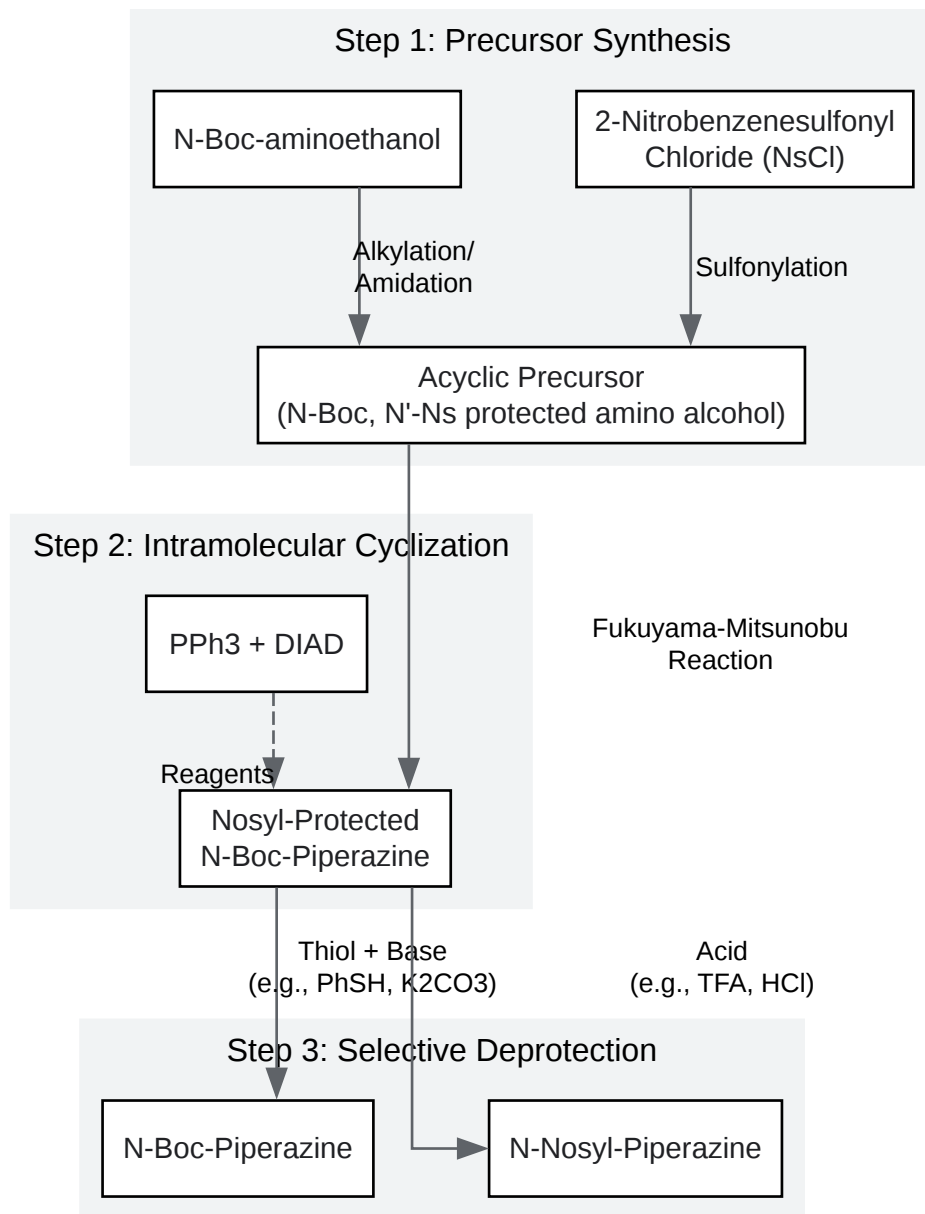 Step 1: Precursor Synthesis
N-Boc-aminoethanol
2-Nitrobenzenesulfonyl
Chloride (NsCl)
Alkylation/
Amidation
Sulfonylation
Acyclic Precursor
(N-Boc, N'-Ns protected amino alcohol)
Step 2: Intramolecular Cyclization
PPh3 + DIAD
Fukuyama-Mitsunobu
Reaction
Reagents
Nosyl-Protected
N-Boc-Piperazine
Thiol + Base
(e.g., PhSH, K2CO3)
Acid
(e.g., TFA, HCl)
Step 3: Selective Deprotection
N-Boc-Piperazine
N-Nosyl-Piperazine